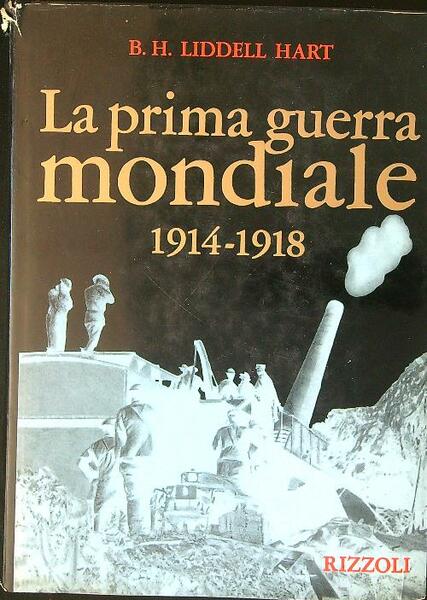 B. H. LIDDELL HART
La prima guerra
mondiale
1914-1918
RIZZOLI